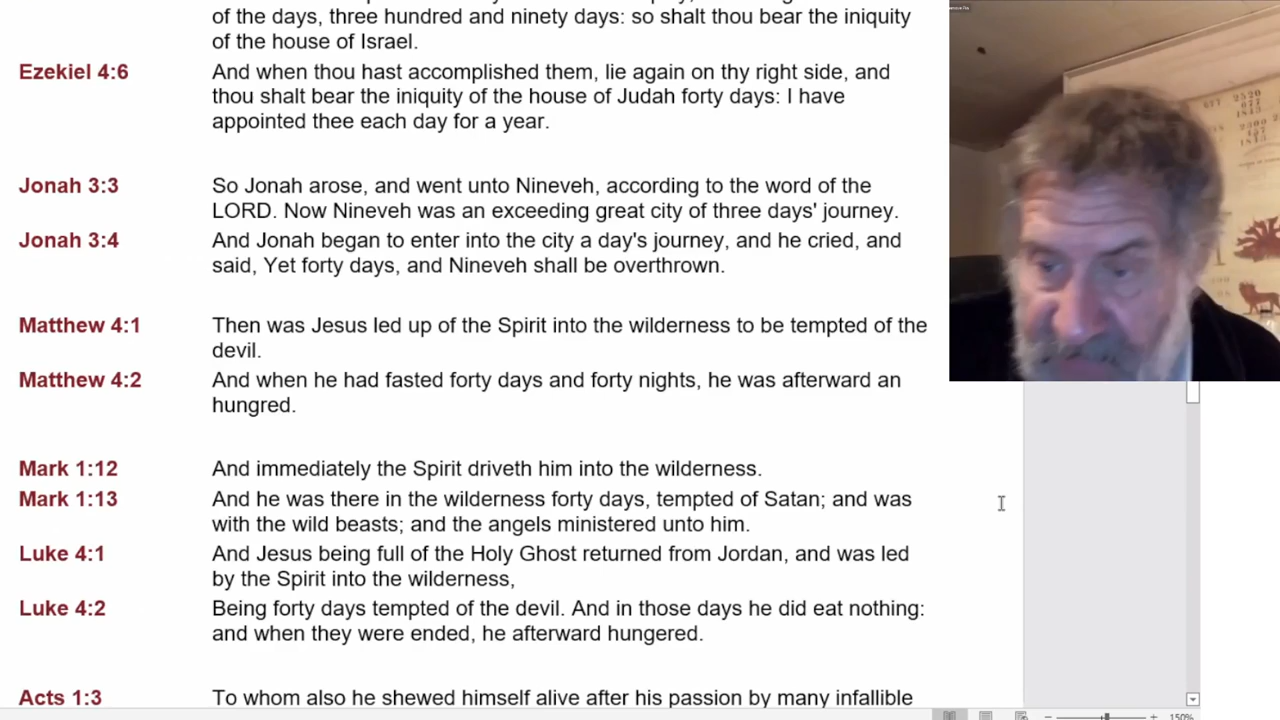 of the days, three hundred and ninety days: so shalt thou bear the iniquity
of the house of Israel.
Ezekiel 4:6 And when thou hast accomplished them, lie again on thy right side, and
thou shalt bear the iniquity of the house of Judah forty days: I have
appointed thee each day for a year.
Jonah 3:3 So Jonah arose, and went unto Nineveh, according to the word of the
LORD. Now Nineveh was an exceeding great city of three days' journey.
Jonah 3:4 And Jonah began to enter into the city a day's journey, and he cried, and
said, Yet forty days, and Nineveh shall be overthrown.
Matthew 4:1 Then was Jesus led up of the Spirit into the wilderness to be tempted of the
devil.
Matthew 4:2 And when he had fasted forty days and forty nights, he was afterward an
hungred.
Mark 1:12 And immediately the Spirit driveth him into the wilderness.
Mark 1:13 And he was there in the wilderness forty days, tempted of Satan; and was
with the wild beasts; and the angels ministered unto him.
Luke 4:1 And Jesus being full of the Holy Ghost returned from Jordan, and was led
by the Spirit into the wilderness,
Luke 4:2 Being forty days tempted of the devil. And in those days he did eat nothing:
and when they were ended, he afterward hungered.
Acts 1:3 To whom also he shewed himself alive after his passion by many infallible
150%
677 2520
1843
2300
457
1843